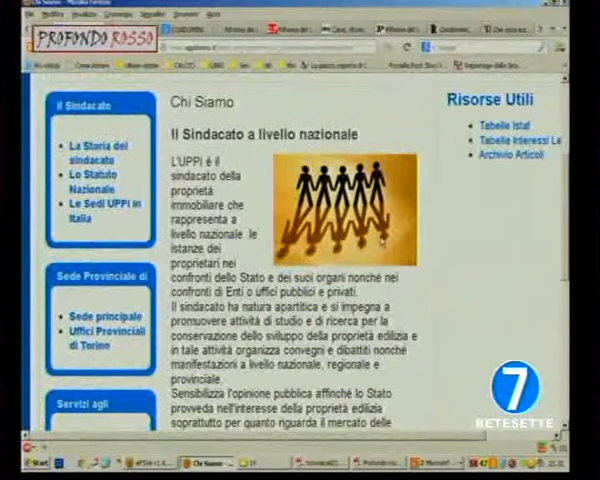 PROFONDO ROSSO
Il Sindacato
La Storia del
sindacato
Lo Statuto
Nazionale
Le Sedi UPPI in
Italia
Sede Provinciale di
Sede principale
Uffici Provinciali
di Torino
Servizi agli
Chi Siamo
Il Sindacato a livello nazionale
L'UPPI è il
sindacato della
proprietà
immobiliare che
rappresenta a
livello nazionale le
istanze dei
proprietari nei
confronti dello Stato e dei suoi organi nonchè nei
confronti di Enti o uffici pubblici e privati.
Il sindacato ha natura apartitica e si impegna a
promuovere attività di studio e di ricerca per la
conservazione dello sviluppo della proprietà edilizia e
in tale attività organizza convegni e dibattiti nonchè
manifestazioni a livello nazionale, regionale e
provinciale.
Sensibilizza l'opinione pubblica affinchè lo Stato
provveda nell'interesse della proprietà edilizia
soprattutto per quanto riguarda il mercato delle
Risorse Utili
Tabelle Istat
Tabella Interessi Le
Archivio Articoli
7
RETESETTE
Start
Chi Siamo